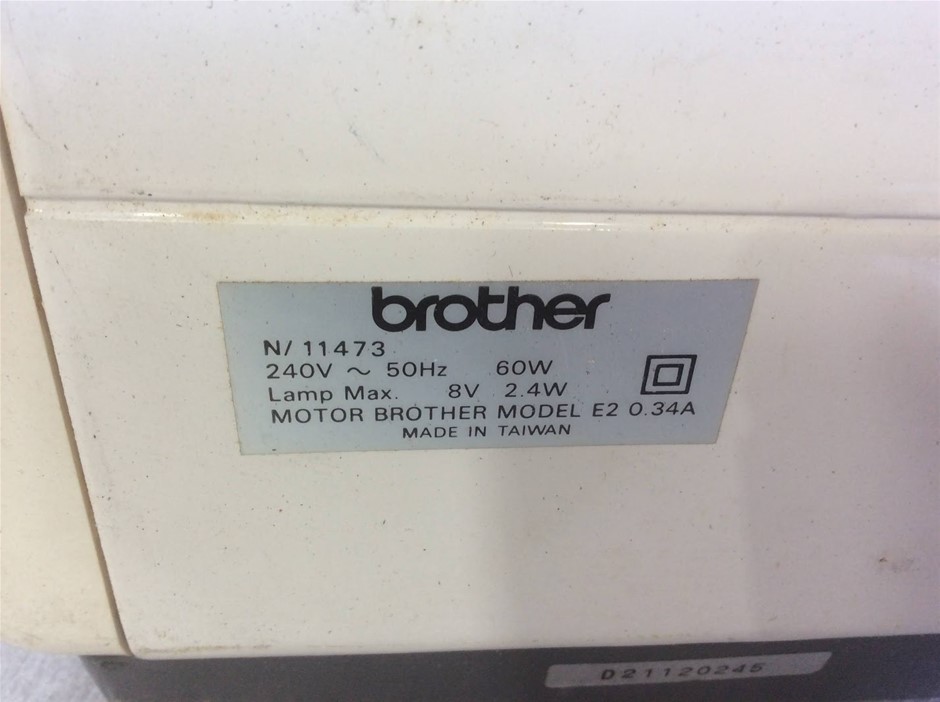 brother
N/ 11473
240V ~ 50Hz 60W
Lamp Max. 8V 2.4W
MOTOR BROTHER MODEL E2 0.34A
MADE IN TAIWAN
D21120245